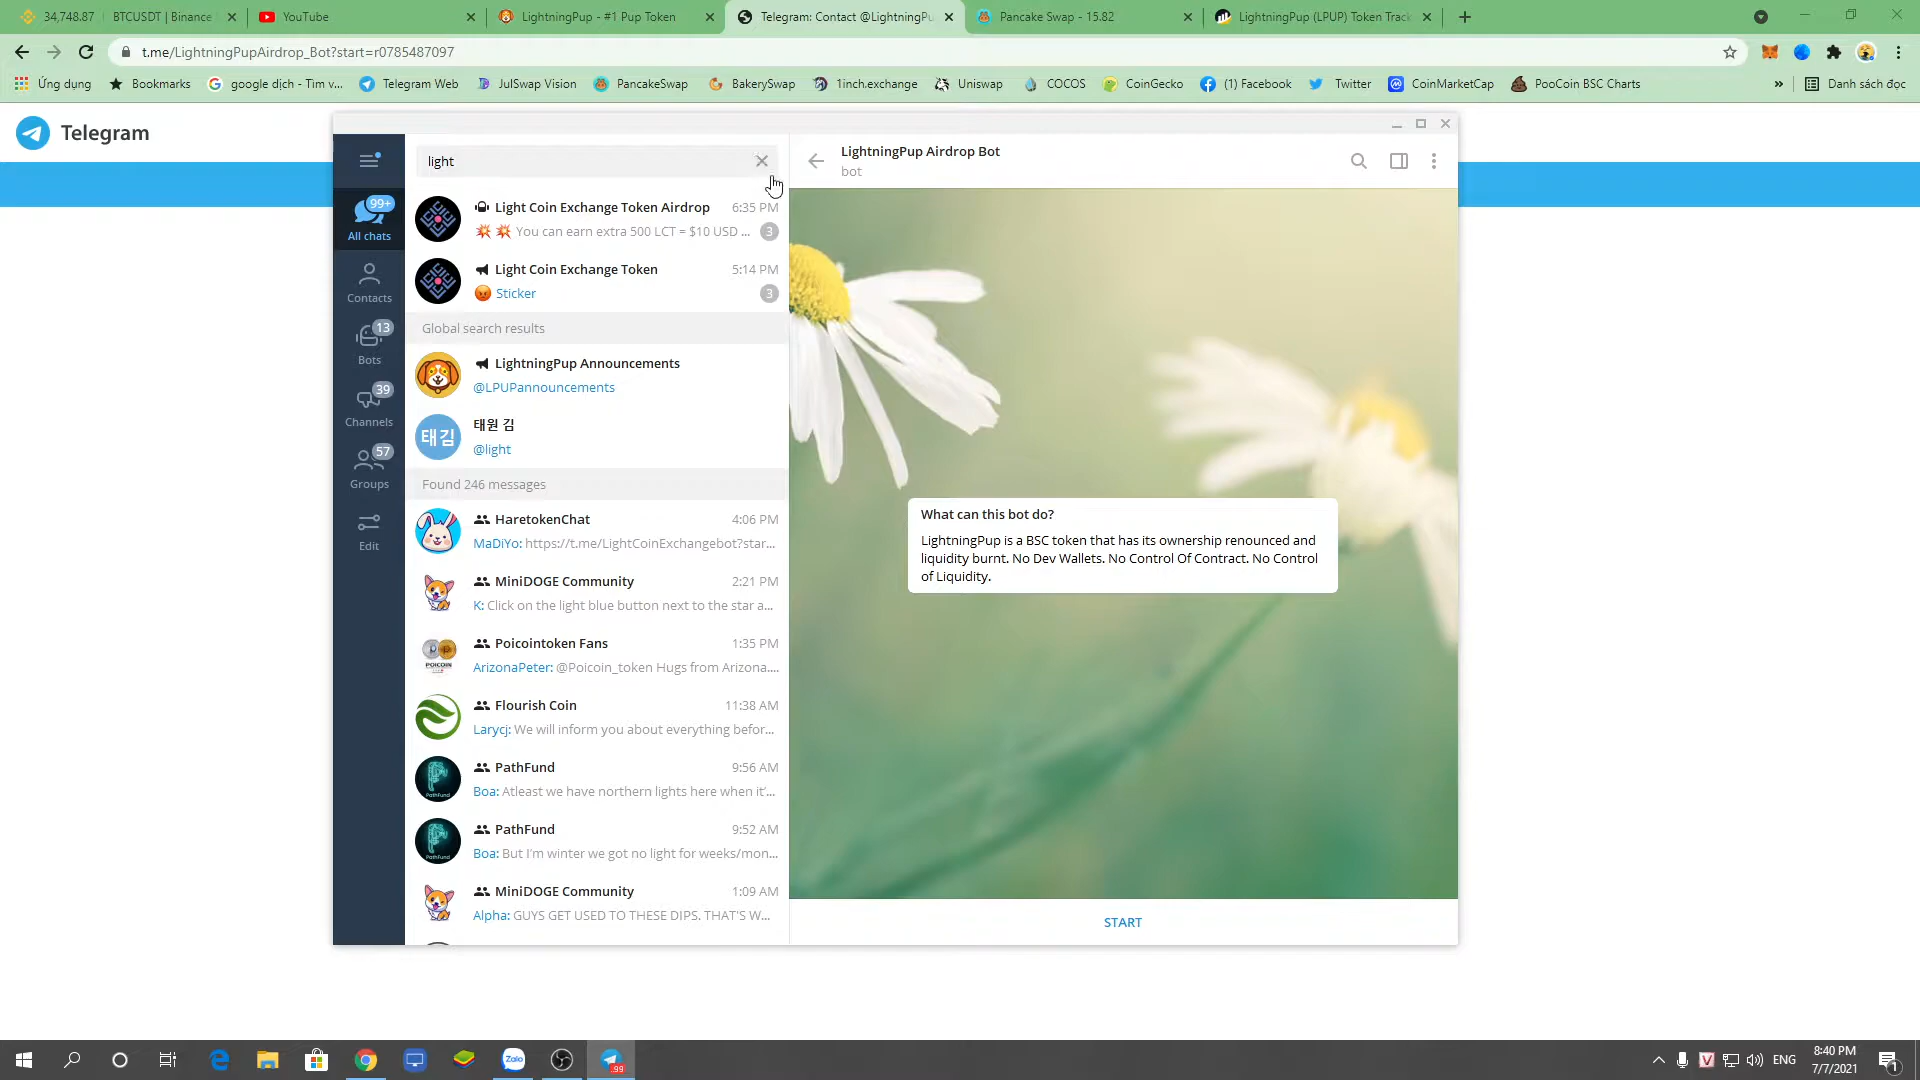 34,748.87 BTCUSDT | Binance
YouTube
LightningPup - #1 Pup Token
Telegram: Contact @LightningPu
Pancake Swap - 15.82
LightningPup (LPUP) Token Track
t.me/LightningPupAirdrop_Bot?start=r0785487097
Ứng dụng
Bookmarks
google dịch - Tìm v...
Telegram Web
JulSwap Vision
PancakeSwap
BakerySwap
1inch.exchange
Uniswap
COCOS
CoinGecko
(1) Facebook
Twitter
CoinMarketCap
PooCoin BSC Charts
»
Danh sách đọc
Telegram
99+
All chats
Contacts
13
Bots
39
Channels
57
Groups
Edit
light
Light Coin Exchange Token Airdrop 6:35 PM
💥 💥 You can earn extra 500 LCT = $10 USD ... 3
Light Coin Exchange Token 5:14 PM
😡 Sticker 3
Global search results
LightningPup Announcements
@LPUPannouncements
태김
태원 김
@light
Found 246 messages
HaretokenChat 4:06 PM
MaDiYo: https://t.me/LightCoinExchangebot?star...
MiniDOGE Community 2:21 PM
K: Click on the light blue button next to the star a...
POICOIN
Poicointoken Fans 1:35 PM
ArizonaPeter: @Poicoin_token Hugs from Arizona....
Flourish Coin 11:38 AM
Larycj: We will inform you about everything befor...
PathFund
PathFund 9:56 AM
Boa: Atleast we have northern lights here when it'...
PathFund
PathFund 9:52 AM
Boa: But I'm winter we got no light for weeks/mon...
MiniDOGE Community 1:09 AM
Alpha: GUYS GET USED TO THESE DIPS. THAT'S W...
LightningPup Airdrop Bot
bot
What can this bot do?
LightningPup is a BSC token that has its ownership renounced and
liquidity burnt. No Dev Wallets. No Control Of Contract. No Control
of Liquidity.
START
Zalo
99
V
ENG
8:40 PM
7/7/2021
1